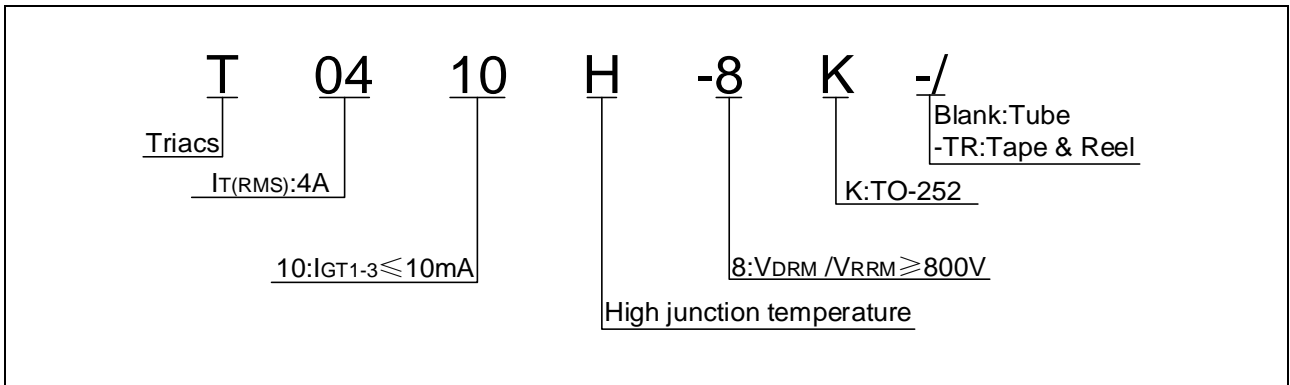 T 04 10 H -8 K -/
Blank:Tube
Triacs
-TR:Tape & Reel
IT(RMS):4A
K:TO-252
10:IGT1-3≤10mA
8:VDRM /VRRM≥800V
High junction temperature